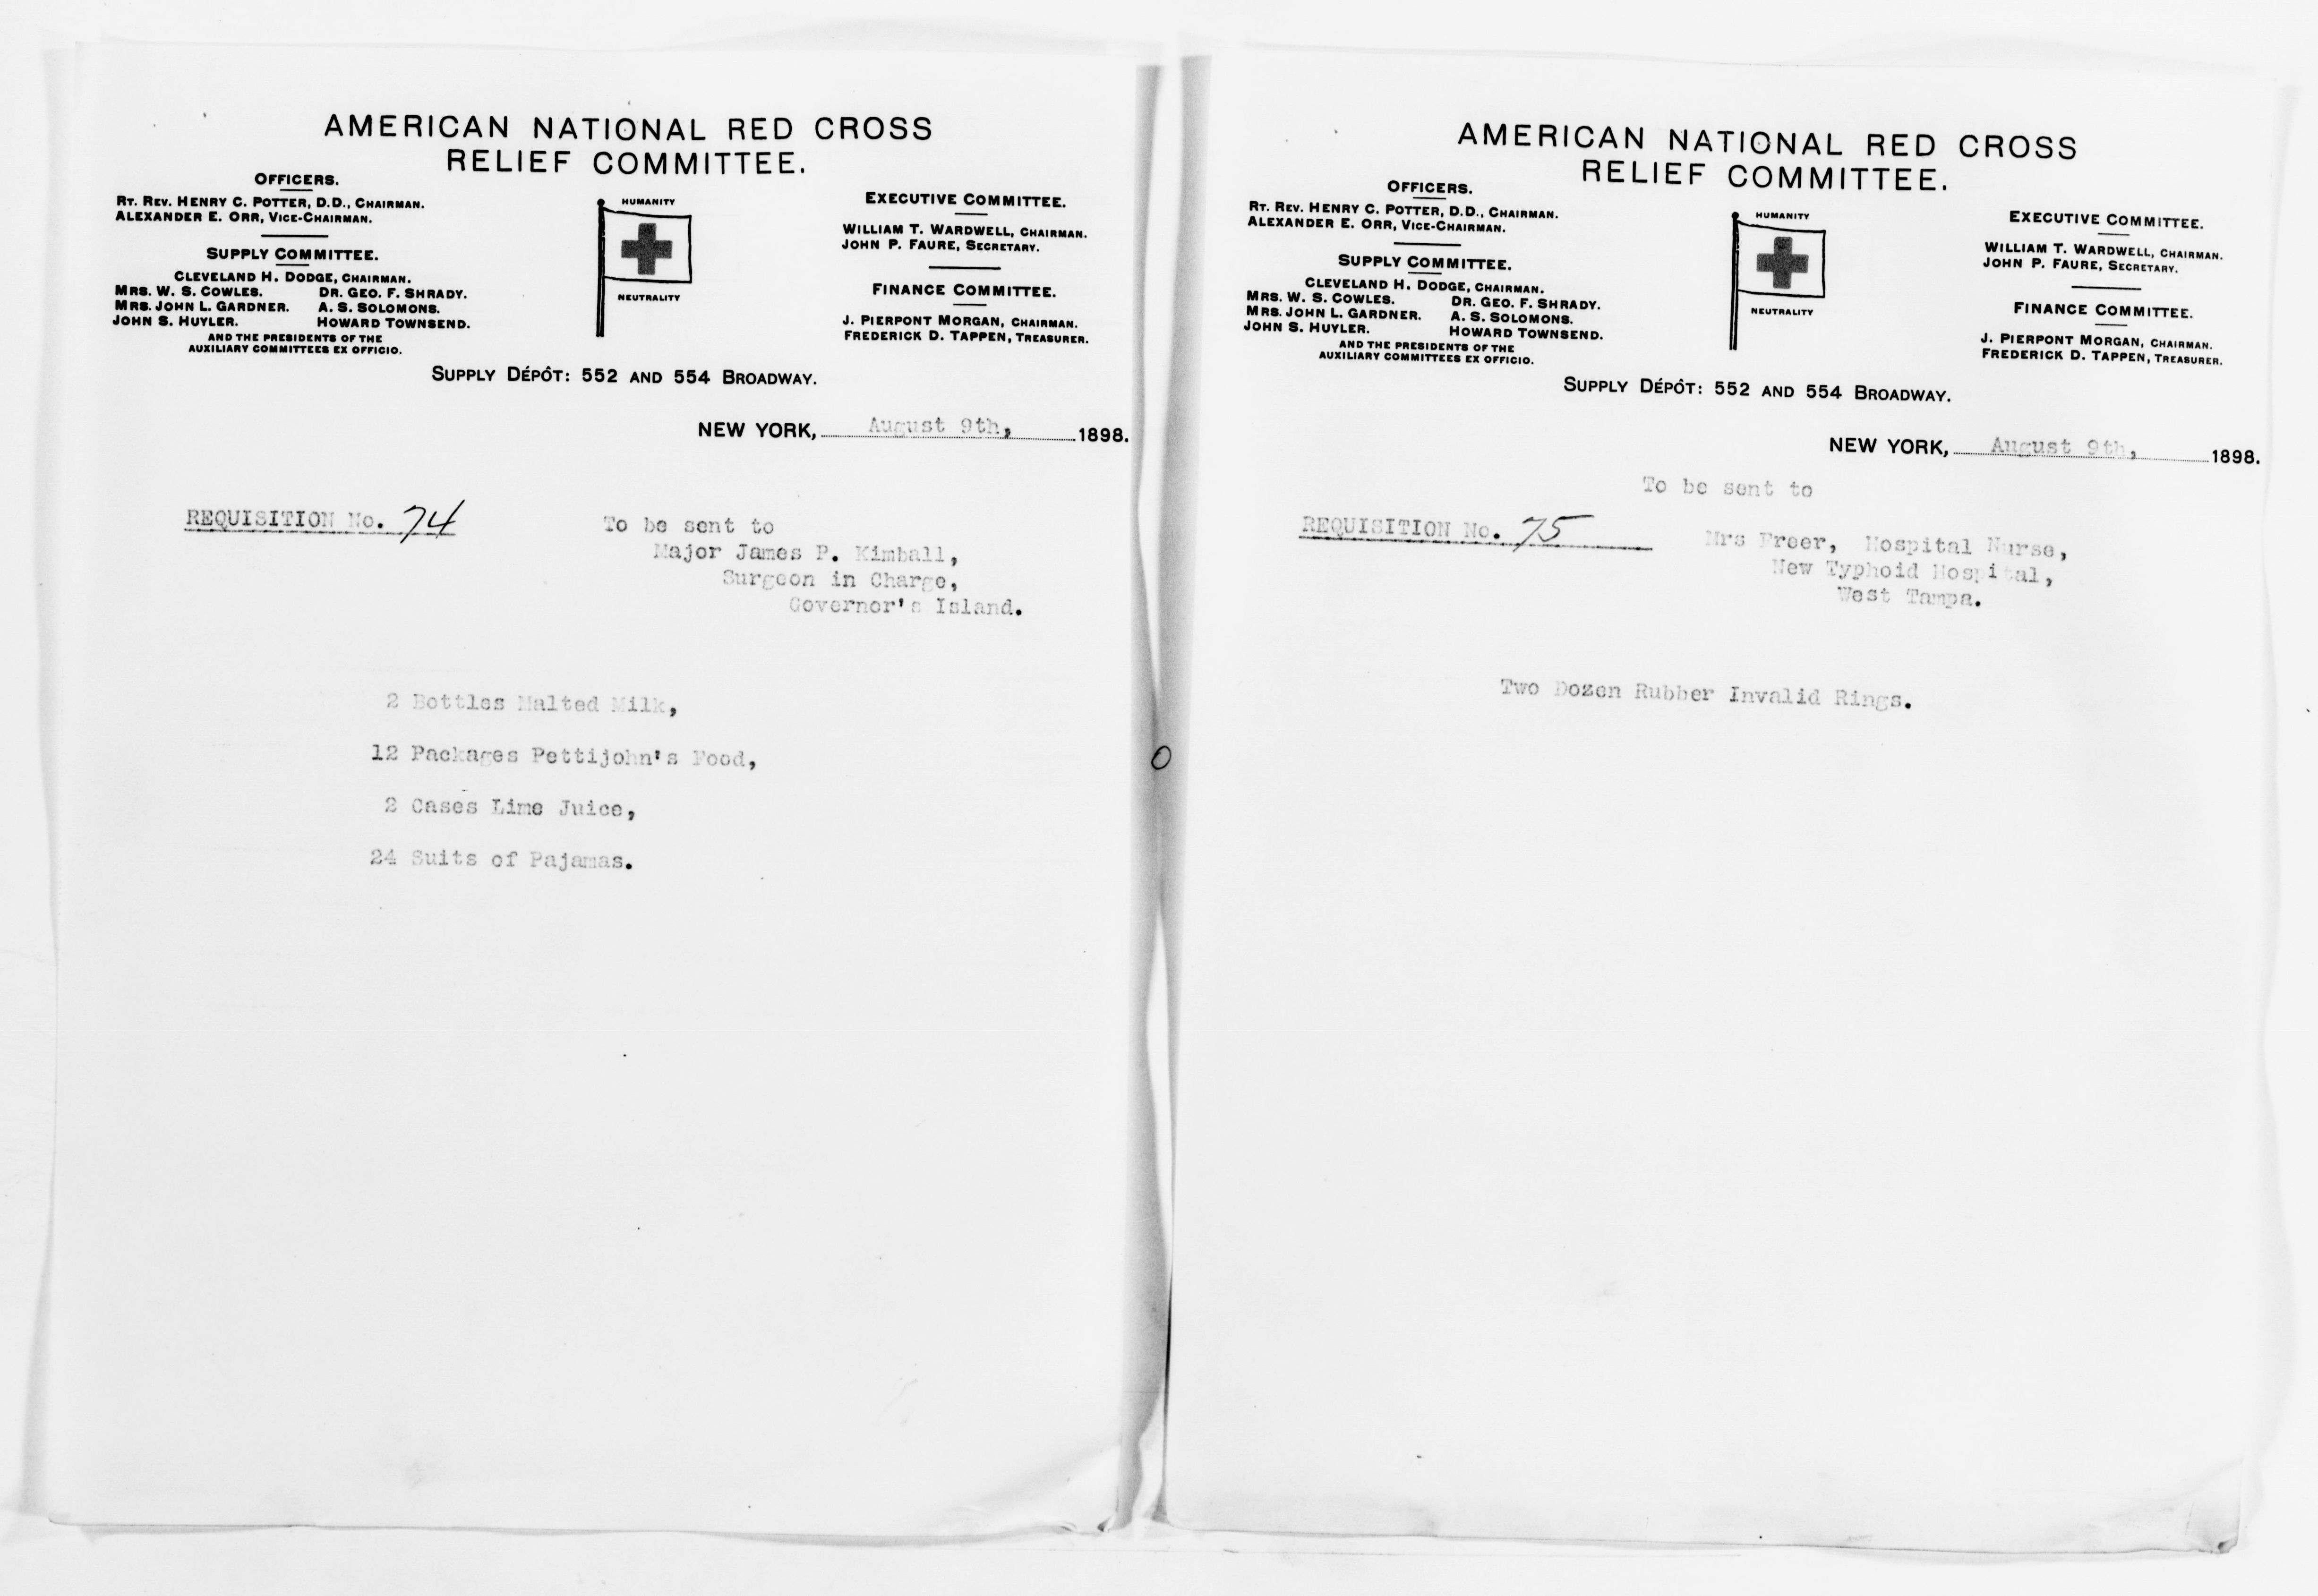 AMERICAN NATIONAL RED CROSS
RELIEF COMMITTEE.
OFFICERS.
RT. REV. HENRY C. POTTER, D.D., CHAIRMAN.
ALEXANDER E. ORR, VICE-CHAIRMAN.
SUPPLY COMMITTEE.
CLEVELAND H. DODGE, CHAIRMAN.
MRS. W. S. COWLES. DR. GEO. F. SHRADY.
MRS. JOHN L. GARDNER. A. S. SOLOMONS.
JOHN S. HUYLER. HOWARD TOWNSEND.
AND THE PRESIDENTS OF THE
AUXILIARY COMMITTEES EX OFFICIO.
HUMANITY
NEUTRALITY
EXECUTIVE COMMITTEE.
WILLIAM T. WARDWELL, CHAIRMAN.
JOHN P. FAURE, SECRETARY.
FINANCE COMMITTEE.
J. PIERPONT MORGAN, CHAIRMAN.
FREDERICK D. TAPPEN, TREASURER.
SUPPLY DÉPÔT: 552 AND 554 BROADWAY.
NEW YORK, August 9th, 1898.
REQUISITION No. 74 To be sent to
Major James P. Kimball,
Surgeon in Charge,
Governor's Island.
2 Bottles Malted Milk,
12 Packages Pettijohn's Food,
2 Cases Lime Juice,
24 Suits of Pajamas.
AMERICAN NATIONAL RED CROSS
RELIEF COMMITTEE.
OFFICERS.
RT. REV. HENRY C. POTTER, D.D., CHAIRMAN.
ALEXANDER E. ORR, VICE-CHAIRMAN.
SUPPLY COMMITTEE.
CLEVELAND H. DODGE, CHAIRMAN.
MRS. W. S. COWLES. DR. GEO. F. SHRADY.
MRS. JOHN L. GARDNER. A. S. SOLOMONS.
JOHN S. HUYLER. HOWARD TOWNSEND.
AND THE PRESIDENTS OF THE
AUXILIARY COMMITTEES EX OFFICIO.
HUMANITY
NEUTRALITY
EXECUTIVE COMMITTEE.
WILLIAM T. WARDWELL, CHAIRMAN.
JOHN P. FAURE, SECRETARY.
FINANCE COMMITTEE.
J. PIERPONT MORGAN, CHAIRMAN.
FREDERICK D. TAPPEN, TREASURER.
SUPPLY DÉPÔT: 552 AND 554 BROADWAY.
NEW YORK, August 9th, 1898.
To be sent to
REQUISITION No. 75 Mrs Freer, Hospital Nurse,
New Typhoid Hospital,
West Tampa.
Two Dozen Rubber Invalid Rings.